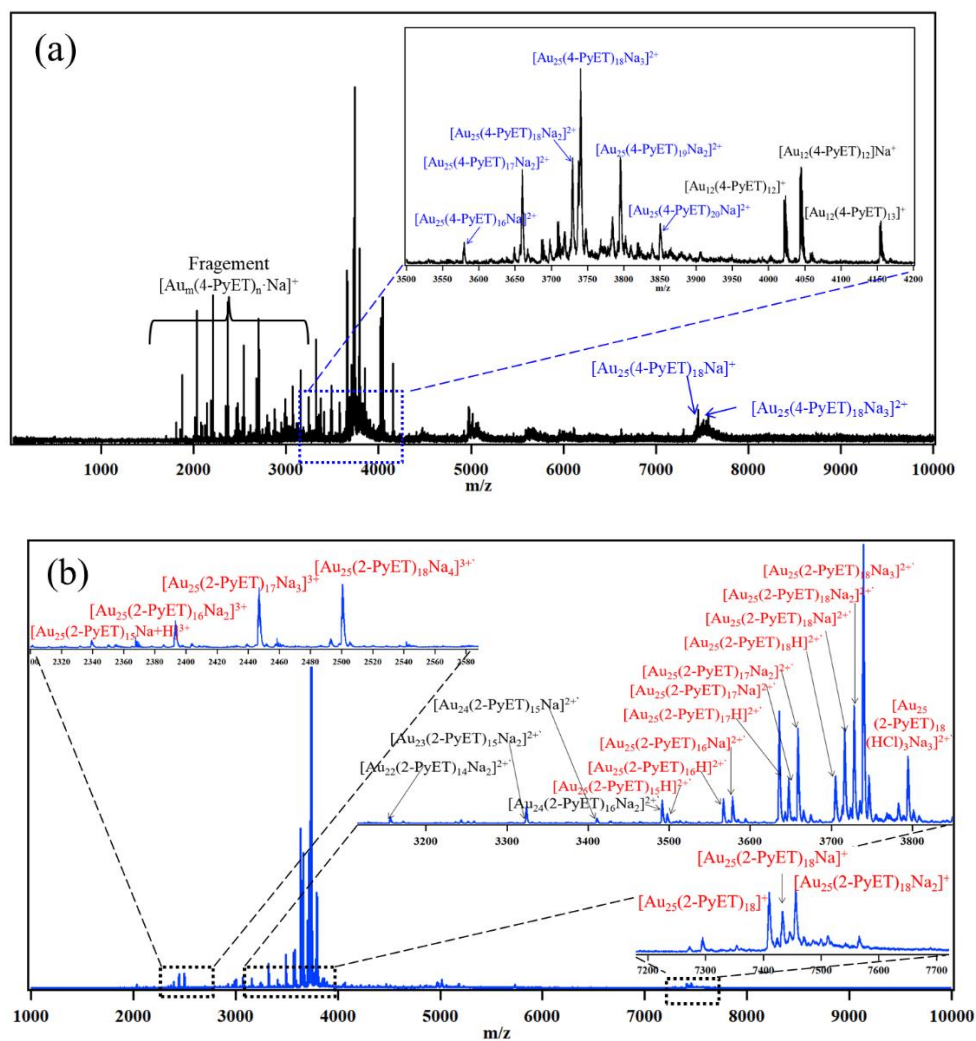 (a)
[Au25(4-PyET)18Na3]2+
[Au25(4-PyET)18Na2]2+
[Au25(4-PyET)17Na2]2+
[Au25(4-PyET)19Na2]2+
[Au12(4-PyET)12]Na+
[Au12(4-PyET)12]+
[Au25(4-PyET)16Na]2+
[Au25(4-PyET)20Na]2+
[Au12(4-PyET)13]+
3500 3600 3700 3800 3900 4000 4100 4200
m/z
Fragement
[Aum(4-PyET)n·Na]+
[Au25(4-PyET)18Na]+
[Au25(4-PyET)18Na3]2+
1000 2000 3000 4000 5000 6000 7000 8000 9000 10000
m/z
(b)
[Au25(2-PyET)18Na4]3+·
[Au25(2-PyET)17Na3]3+
[Au25(2-PyET)16Na2]3+
[Au25(2-PyET)15Na+H]3+
2320 2340 2360 2380 2400 2420 2440 2460 2480 2500 2520 2540 2560 2580
[Au25(2-PyET)18Na3]2+·
[Au25(2-PyET)18Na2]2+·
[Au25(2-PyET)18Na]2+·
[Au25(2-PyET)18H]2+·
[Au25(2-PyET)17Na2]2+·
[Au25(2-PyET)17Na]2+·
[Au25(2-PyET)17H]2+·
[Au25(2-PyET)16Na]2+·
[Au25(2-PyET)16H]2+·
[Au25(2-PyET)15H]2+·
[Au25
(2-PyET)18
(HCl)3Na3]2+·
[Au24(2-PyET)15Na]2+·
[Au23(2-PyET)15Na2]2+·
[Au22(2-PyET)14Na2]2+·
[Au24(2-PyET)16Na2]2+·
3200 3300 3400 3500 3600 3700 3800
[Au25(2-PyET)18Na]+
[Au25(2-PyET)18Na2]+
[Au25(2-PyET)18]+
7200 7300 7400 7500 7600 7700
1000 2000 3000 4000 5000 6000 7000 8000 9000 10000
m/z